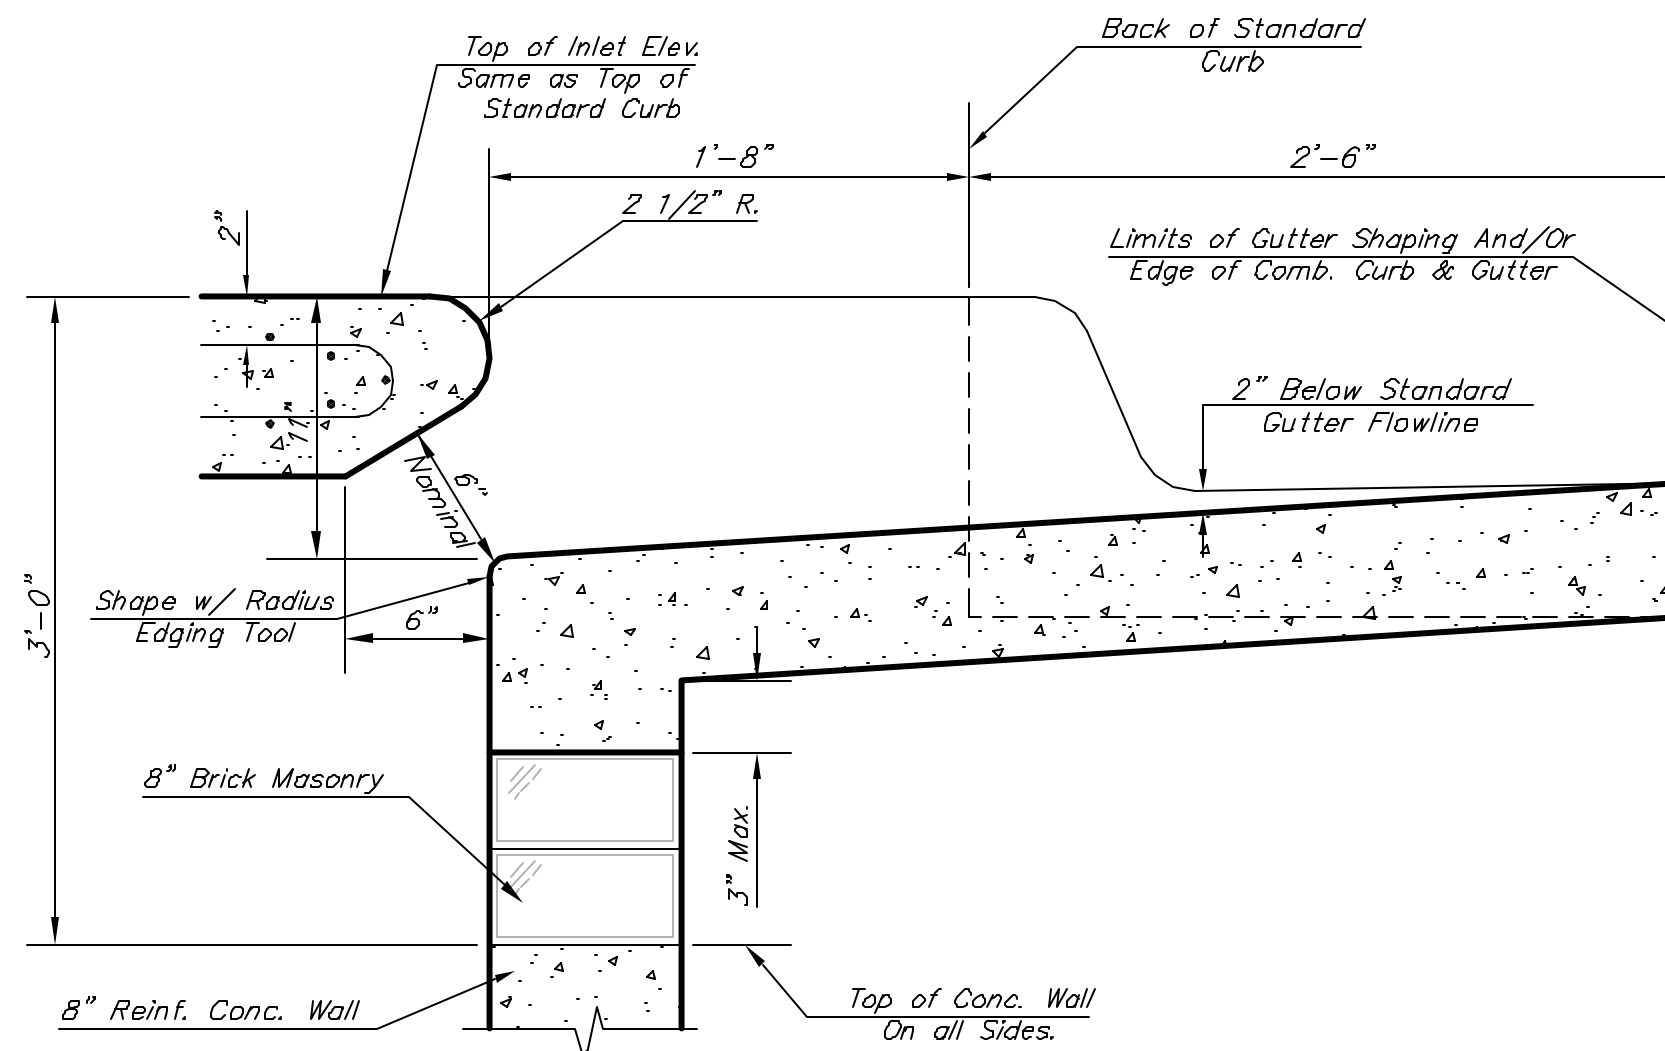 Back of Standard
Curb
Top of Inlet Elev.
Same as Top of
Standard Curb
1'-8"
2'-6"
2 1/2" R.
2"
Limits of Gutter Shaping And/Or
Edge of Comb. Curb & Gutter
2" Below Standard
Gutter Flowline
11"
6"
Nominal
3'-0"
Shape w/ Radius
Edging Tool
6"
8" Brick Masonry
3" Max.
8" Reinf. Conc. Wall
Top of Conc. Wall
On all Sides.